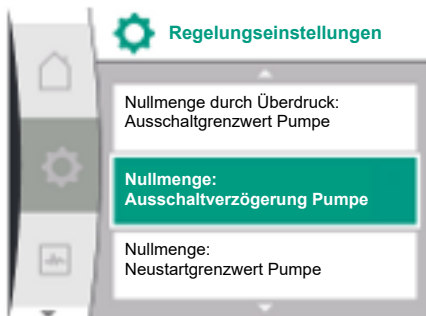 Regelungseinstellungen
Nullmenge durch Überdruck:
Ausschaltgrenzwert Pumpe
Nullmenge:
Ausschaltverzögerung Pumpe
Nullmenge:
Neustartgrenzwert Pumpe